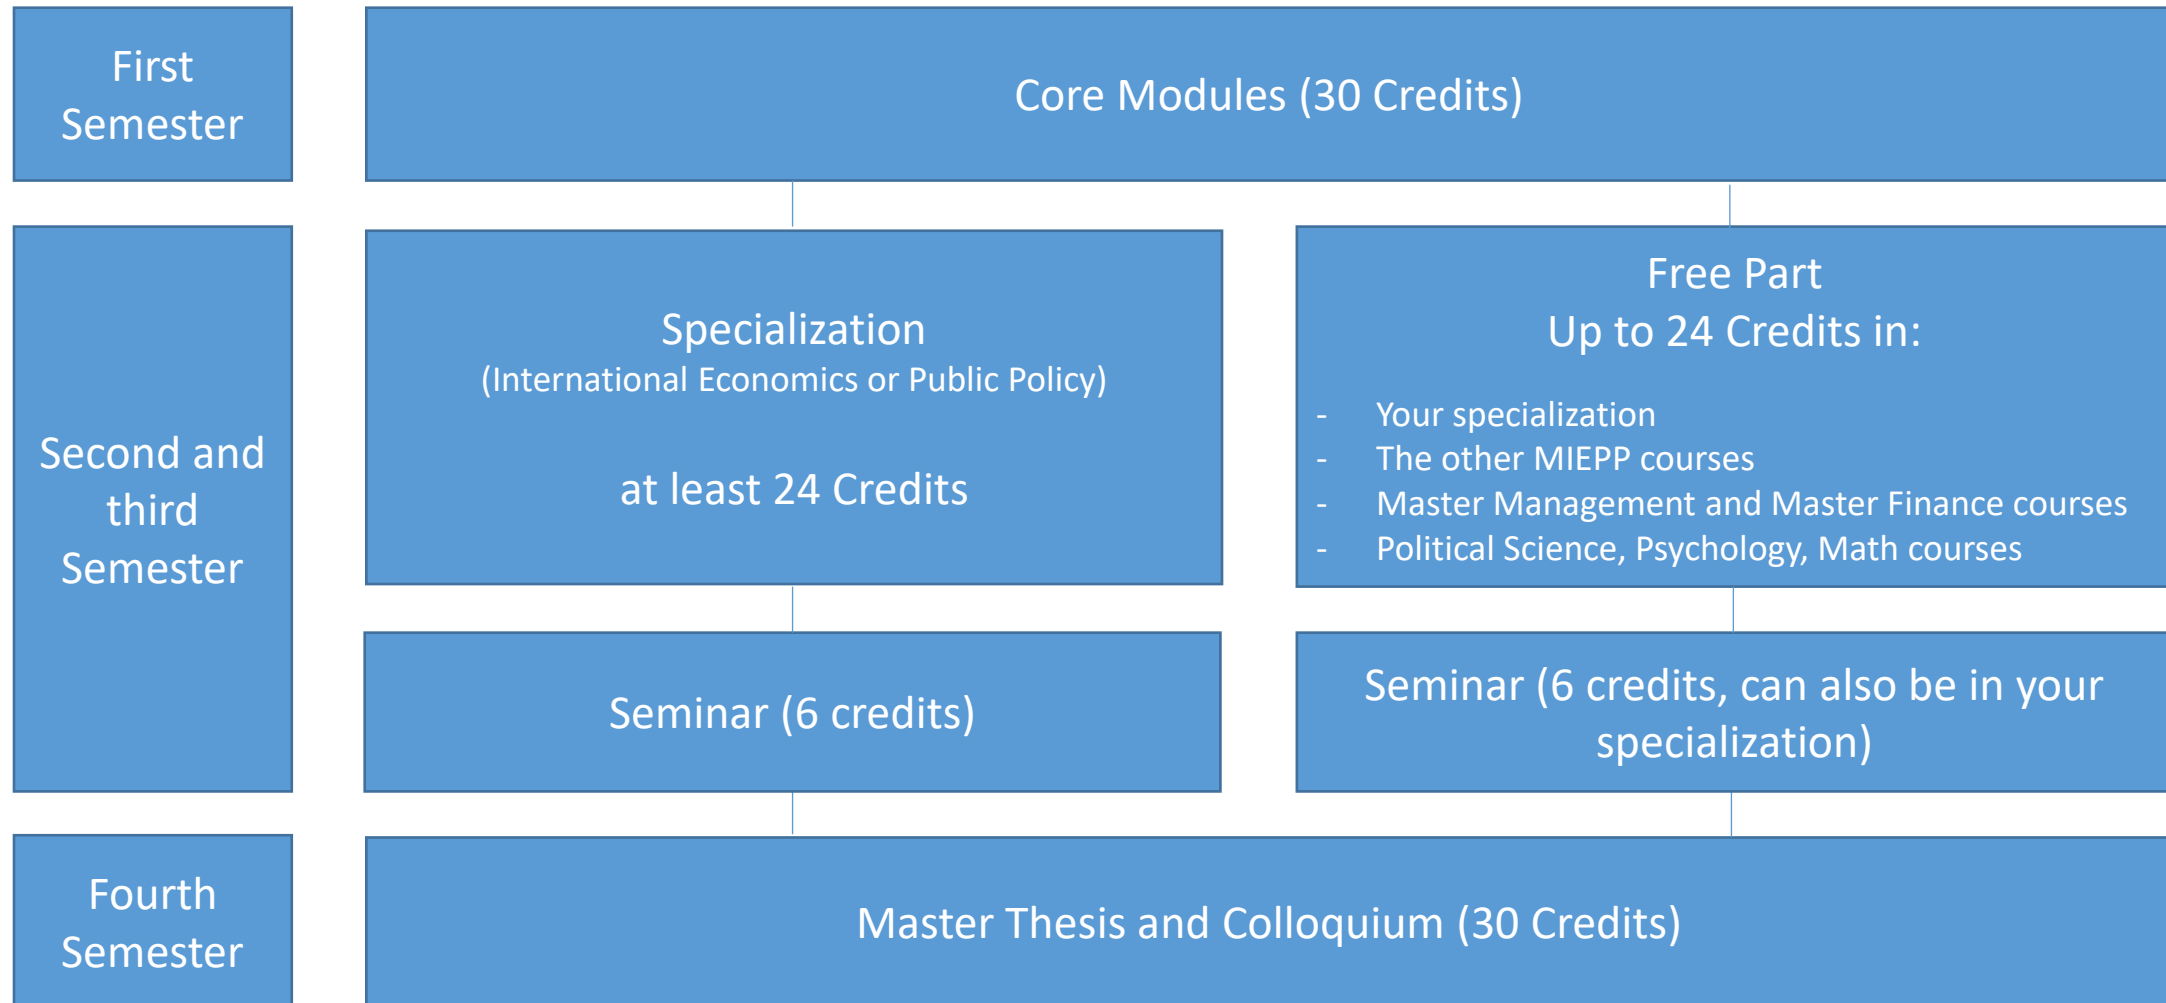 First
Semester
Core Modules (30 Credits)
Second and
third
Semester
Specialization
(International Economics or Public Policy)
at least 24 Credits
Free Part
Up to 24 Credits in:
- Your specialization
- The other MIEPP courses
- Master Management and Master Finance courses
- Political Science, Psychology, Math courses
Seminar (6 credits)
Seminar (6 credits, can also be in your
specialization)
Fourth
Semester
Master Thesis and Colloquium (30 Credits)